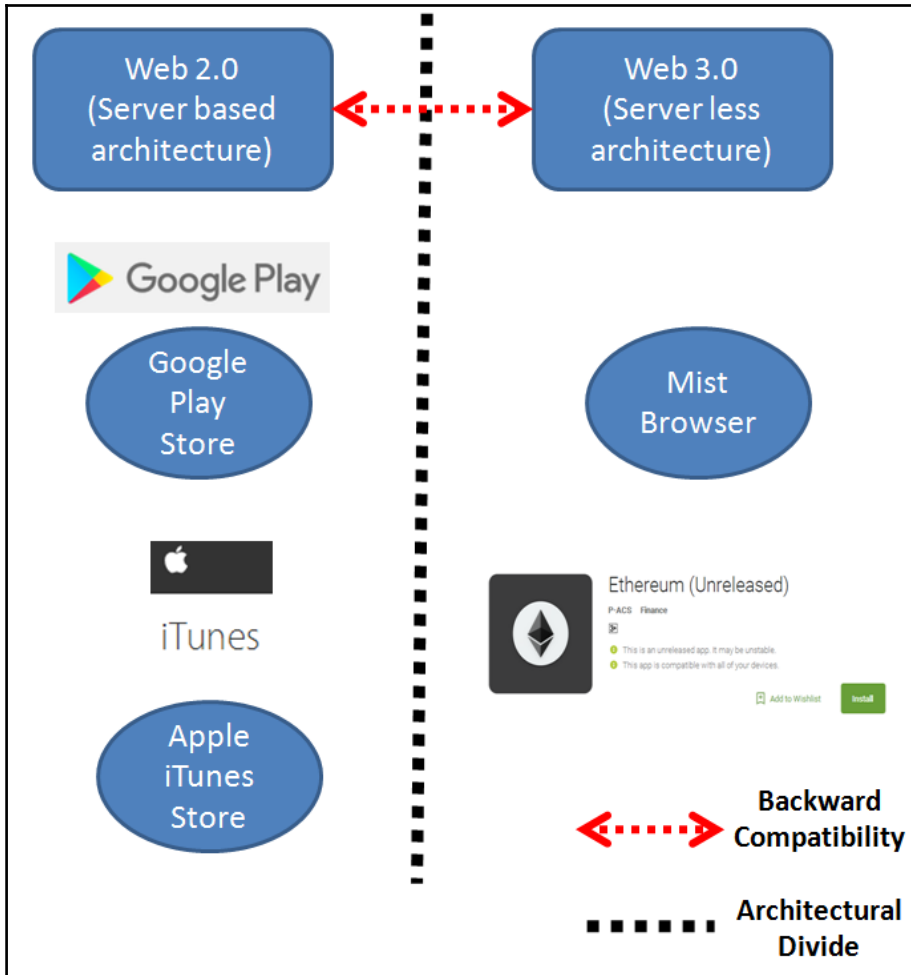 Web 2.0
(Server based
architecture)
Web 3.0
(Server less
architecture)
Google Play
Google
Play
Store
Mist
Browser
iTunes
Ethereum (Unreleased)
P-ACS Finance
This is an unreleased app. It may be unstable.
This app is compatible with all of your devices.
Add to Wishlist
Install
Apple
iTunes
Store
Backward
Compatibility
Architectural
Divide